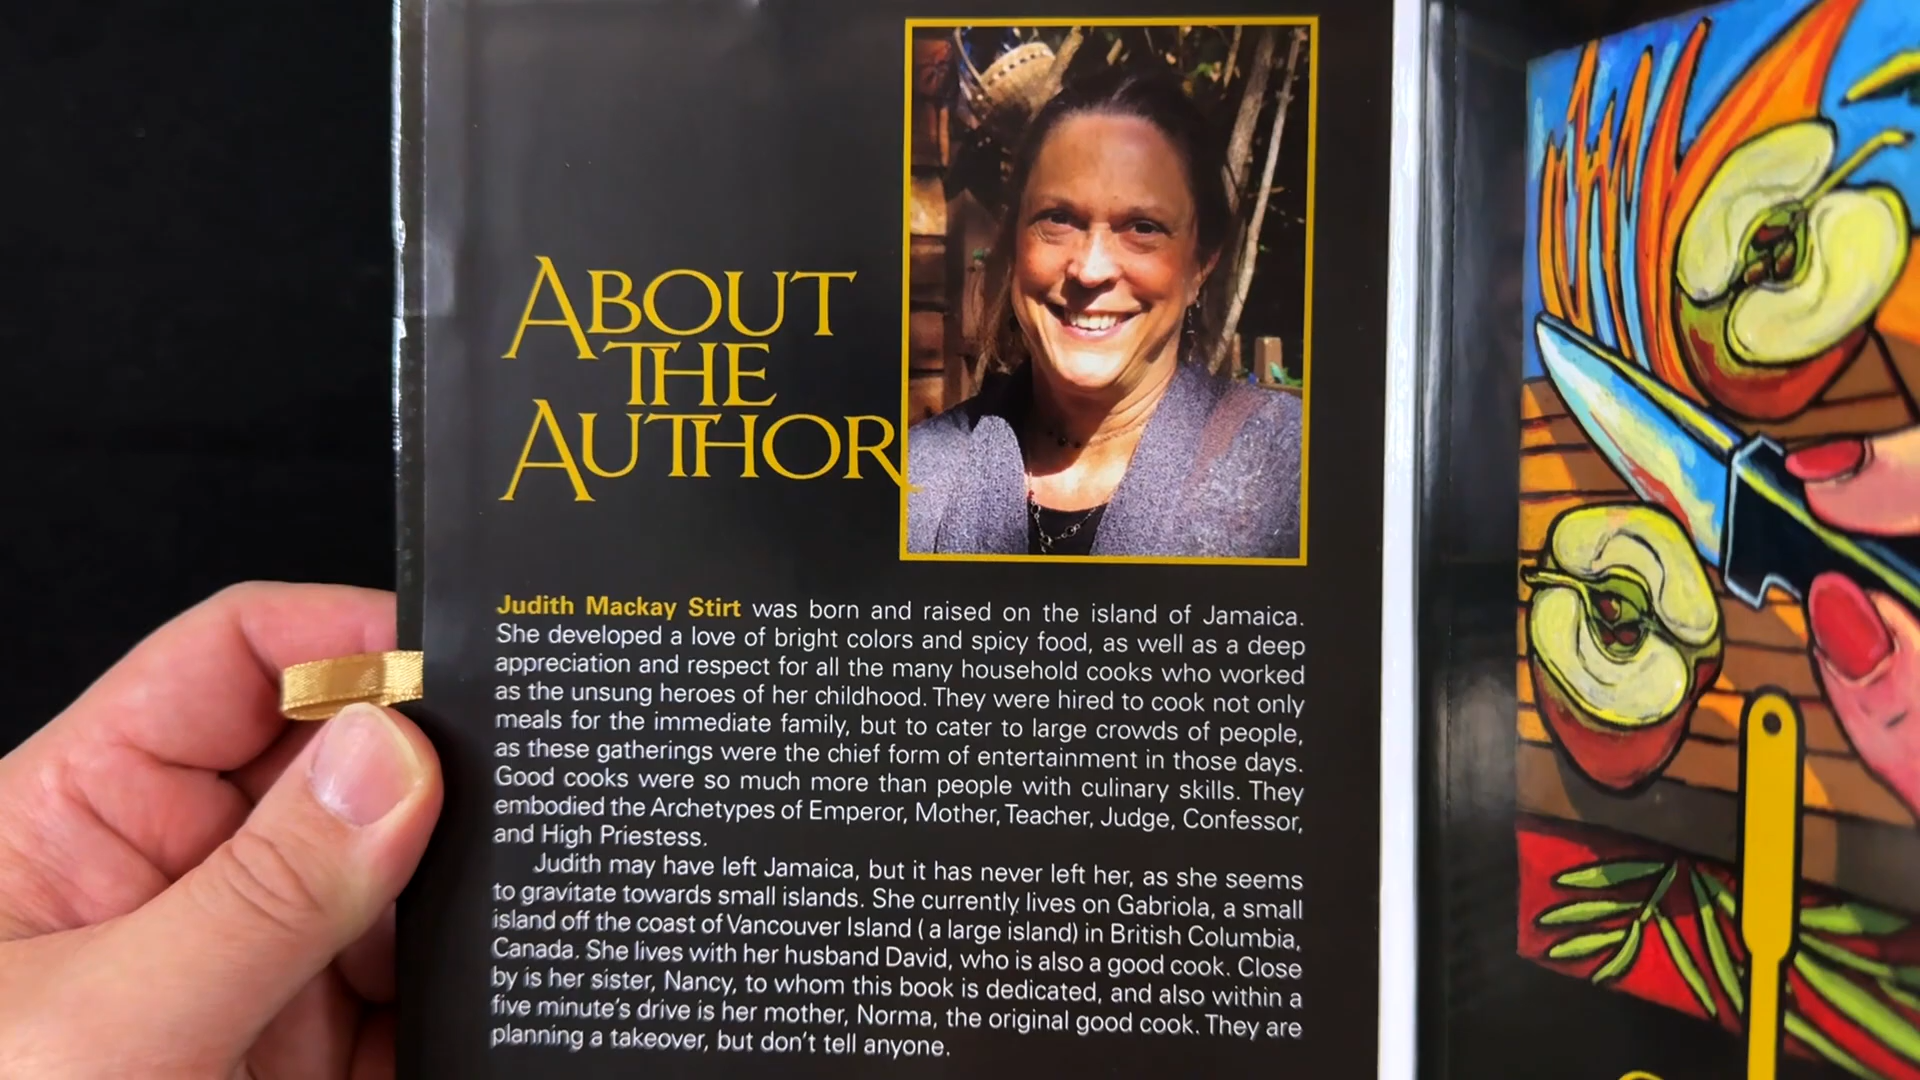 ABOUT
THE
AUTHOR
Judith Mackay Stirt was born and raised on the island of Jamaica.
She developed a love of bright colors and spicy food, as well as a deep
appreciation and respect for all the many household cooks who worked
as the unsung heroes of her childhood. They were hired to cook not only
meals for the immediate family, but to cater to large crowds of people,
as these gatherings were the chief form of entertainment in those days.
Good cooks were so much more than people with culinary skills. They
embodied the Archetypes of Emperor, Mother, Teacher, Judge, Confessor,
and High Priestess.
Judith may have left Jamaica, but it has never left her, as she seems
to gravitate towards small islands. She currently lives on Gabriola, a small
island off the coast of Vancouver Island ( a large island) in British Columbia,
Canada. She lives with her husband David, who is also a good cook. Close
by is her sister, Nancy, to whom this book is dedicated, and also within a
five minute's drive is her mother, Norma, the original good cook. They are
planning a takeover, but don't tell anyone.